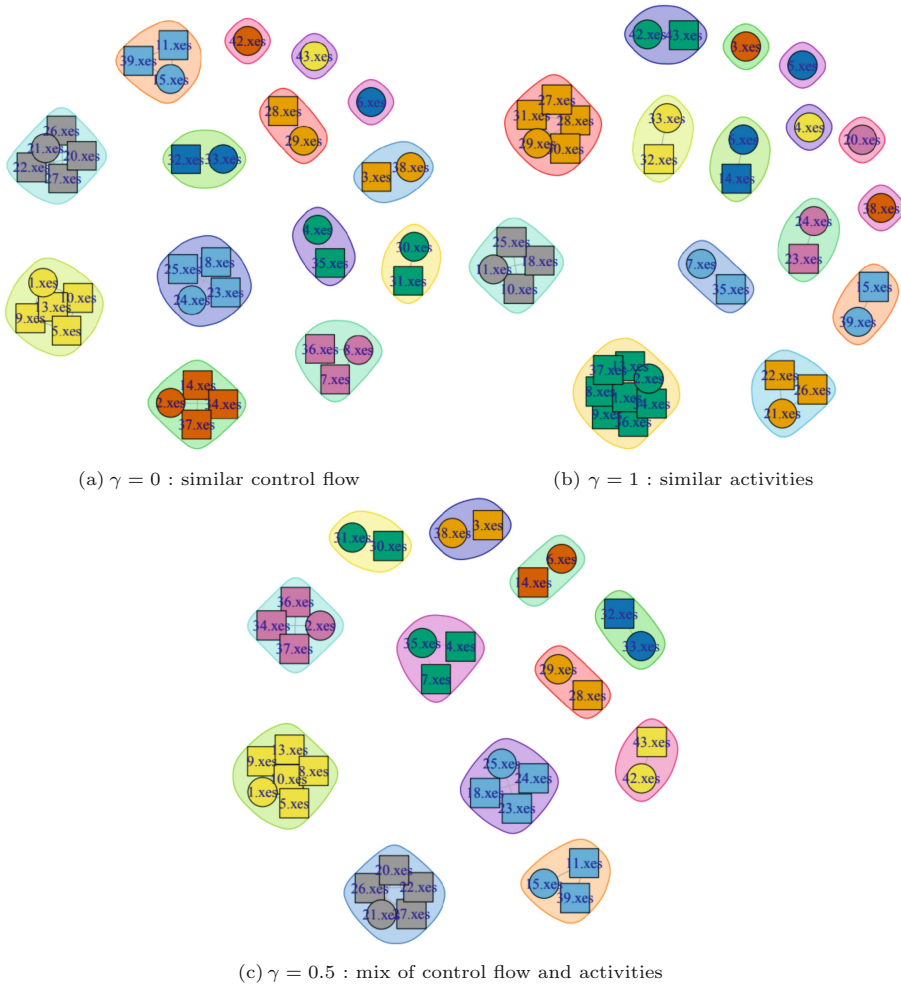 42.xes
11.xes
43.xes
39.xes
15.xes
6.xes
28.xes
29.xes
26.xes
21.xes
20.xes
22.xes
27.xes
32.xes
33.xes
38.xes
3.xes
4.xes
35.xes
30.xes
31.xes
25.xes
18.xes
24.xes
23.xes
1.xes
10.xes
13.xes
9.xes
5.xes
36.xes
8.xes
7.xes
14.xes
2.xes
34.xes
37.xes
(a) γ = 0 : similar control flow
42.xes
43.xes
3.xes
5.xes
27.xes
31.xes
28.xes
29.xes
30.xes
33.xes
32.xes
6.xes
14.xes
4.xes
20.xes
38.xes
24.xes
23.xes
25.xes
18.xes
11.xes
10.xes
7.xes
35.xes
15.xes
39.xes
13.xes
37.xes
2.xes
8.xes
1.xes
34.xes
9.xes
36.xes
22.xes
26.xes
21.xes
(b) γ = 1 : similar activities
31.xes
30.xes
38.xes
3.xes
6.xes
14.xes
36.xes
34.xes
2.xes
37.xes
35.xes
4.xes
7.xes
32.xes
33.xes
29.xes
28.xes
13.xes
9.xes
8.xes
10.xes
1.xes
5.xes
25.xes
24.xes
18.xes
23.xes
43.xes
42.xes
20.xes
26.xes
22.xes
21.xes
27.xes
11.xes
15.xes
39.xes
(c) γ = 0.5 : mix of control flow and activities